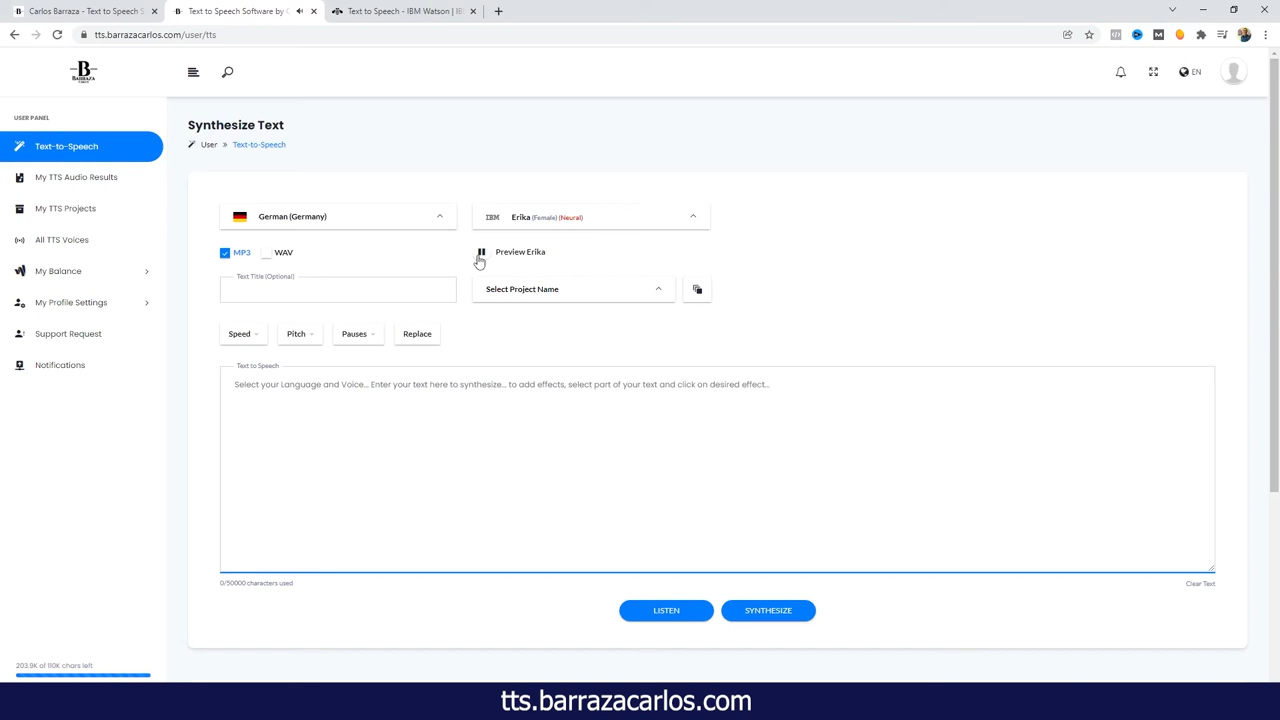 Carlos Barraza - Text to Speech S
Text to Speech Software by C
Text to Speech - IBM Watson | IB
tts.barrazacarlos.com/user/tts
B
BARRAZA
CARLOS
EN
USER PANEL
Text-to-Speech
My TTS Audio Results
My TTS Projects
All TTS Voices
My Balance
My Profile Settings
Support Request
Notifications
203.9K of 110K chars left
Synthesize Text
User » Text-to-Speech
German (Germany)
IBM Erika (Female) (Neural)
MP3 WAV
Preview Erika
Text Title (Optional)
Select Project Name
Speed Pitch Pauses Replace
Text to Speech
Select your Language and Voice... Enter your text here to synthesize... to add effects, select part of your text and click on desired effect...
0/50000 characters used
Clear Text
LISTEN SYNTHESIZE
tts.barrazacarlos.com